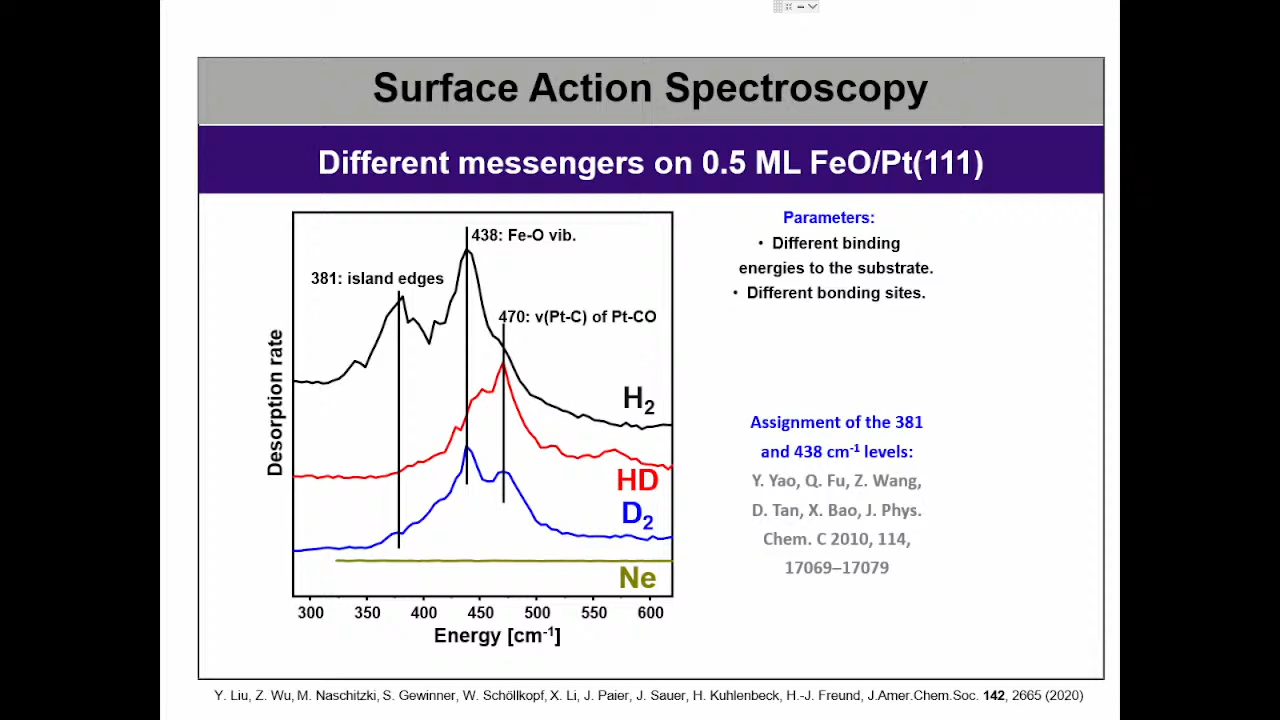 Surface Action Spectroscopy
Different messengers on 0.5 ML FeO/Pt(111)
438: Fe-O vib.
381: island edges
470: v(Pt-C) of Pt-CO
H2
HD
D2
Ne
Desorption rate
300 350 400 450 500 550 600
Energy [cm-1]
Parameters:
• Different binding
energies to the substrate.
• Different bonding sites.
Assignment of the 381
and 438 cm-1 levels:
Y. Yao, Q. Fu, Z. Wang,
D. Tan, X. Bao, J. Phys.
Chem. C 2010, 114,
17069–17079
Y. Liu, Z. Wu, M. Naschitzki, S. Gewinner, W. Schöllkopf, X. Li, J. Paier, J. Sauer, H. Kuhlenbeck, H.-J. Freund, J.Amer.Chem.Soc. 142, 2665 (2020)